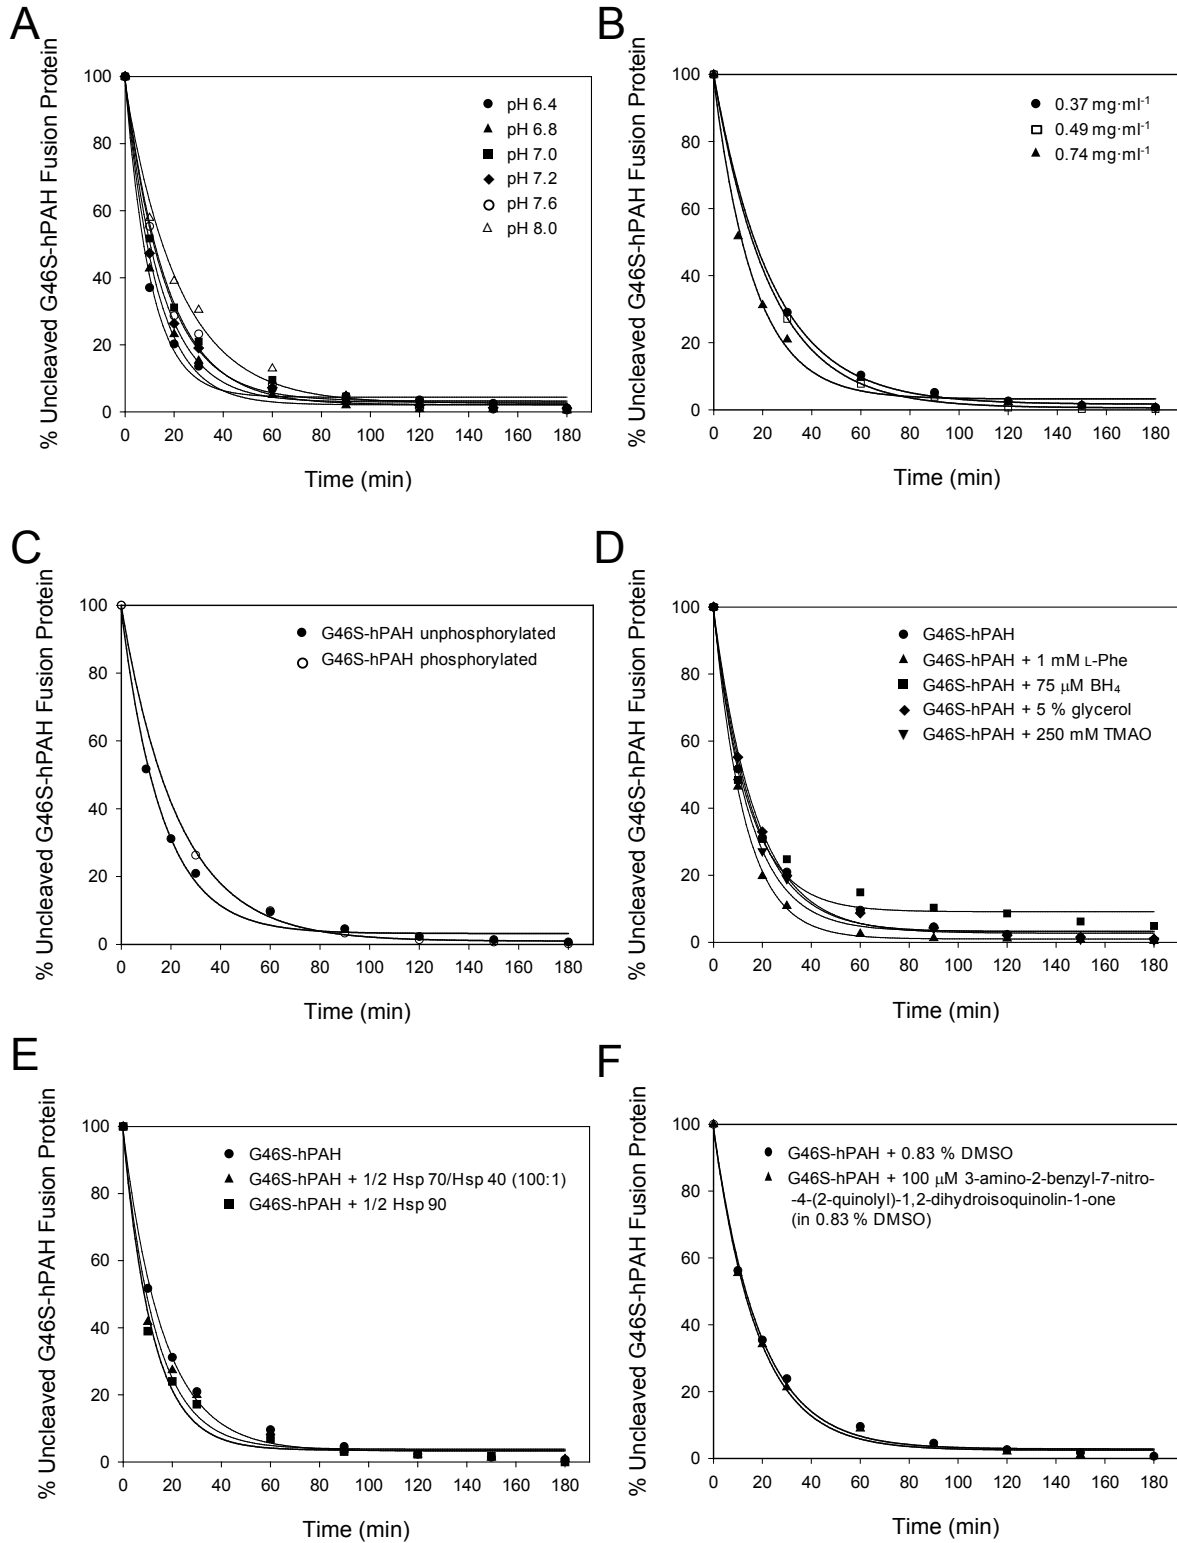 A
% Uncleaved G46S-hPAH Fusion Protein
100
80
60
40
20
0
0 20 40 60 80 100 120 140 160 180
Time (min)
pH 6.4
pH 6.8
pH 7.0
pH 7.2
pH 7.6
pH 8.0
B
% Uncleaved G46S-hPAH Fusion Protein
100
80
60
40
20
0
0 20 40 60 80 100 120 140 160 180
Time (min)
0.37 mg·ml⁻¹
0.49 mg·ml⁻¹
0.74 mg·ml⁻¹
C
% Uncleaved G46S-hPAH Fusion Protein
100
80
60
40
20
0
0 20 40 60 80 100 120 140 160 180
Time (min)
G46S-hPAH unphosphorylated
G46S-hPAH phosphorylated
D
% Uncleaved G46S-hPAH Fusion Protein
100
80
60
40
20
0
0 20 40 60 80 100 120 140 160 180
Time (min)
G46S-hPAH
G46S-hPAH + 1 mM L-Phe
G46S-hPAH + 75 μM BH₄
G46S-hPAH + 5 % glycerol
G46S-hPAH + 250 mM TMAO
E
% Uncleaved G46S-hPAH Fusion Protein
100
80
60
40
20
0
0 20 40 60 80 100 120 140 160 180
Time (min)
G46S-hPAH
G46S-hPAH + 1/2 Hsp 70/Hsp 40 (100:1)
G46S-hPAH + 1/2 Hsp 90
F
% Uncleaved G46S-hPAH Fusion Protein
100
80
60
40
20
0
0 20 40 60 80 100 120 140 160 180
Time (min)
G46S-hPAH + 0.83 % DMSO
G46S-hPAH + 100 μM 3-amino-2-benzyl-7-nitro-
-4-(2-quinolyl)-1,2-dihydroisoquinolin-1-one
(in 0.83 % DMSO)